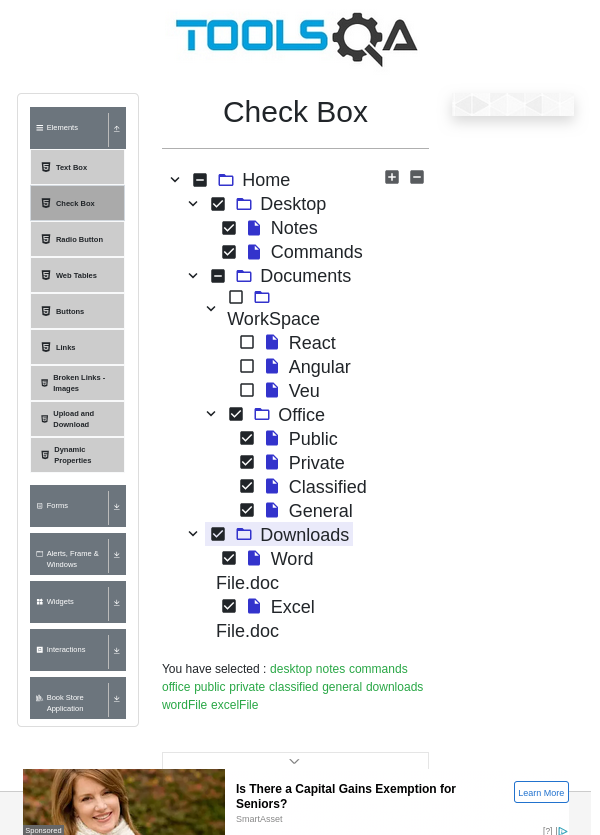 TOOLSQA
Check Box
Elements
Text Box
Check Box
Radio Button
Web Tables
Buttons
Links
Broken Links -
Images
Upload and
Download
Dynamic
Properties
Forms
Alerts, Frame &
Windows
Widgets
Interactions
Book Store
Application
Home
Desktop
Notes
Commands
Documents
WorkSpace
React
Angular
Veu
Office
Public
Private
Classified
General
Downloads
Word
File.doc
Excel
File.doc
You have selected : desktop notes commands
office public private classified general downloads
wordFile excelFile
Is There a Capital Gains Exemption for
Seniors?
SmartAsset
Learn More
Sponsored
[?]